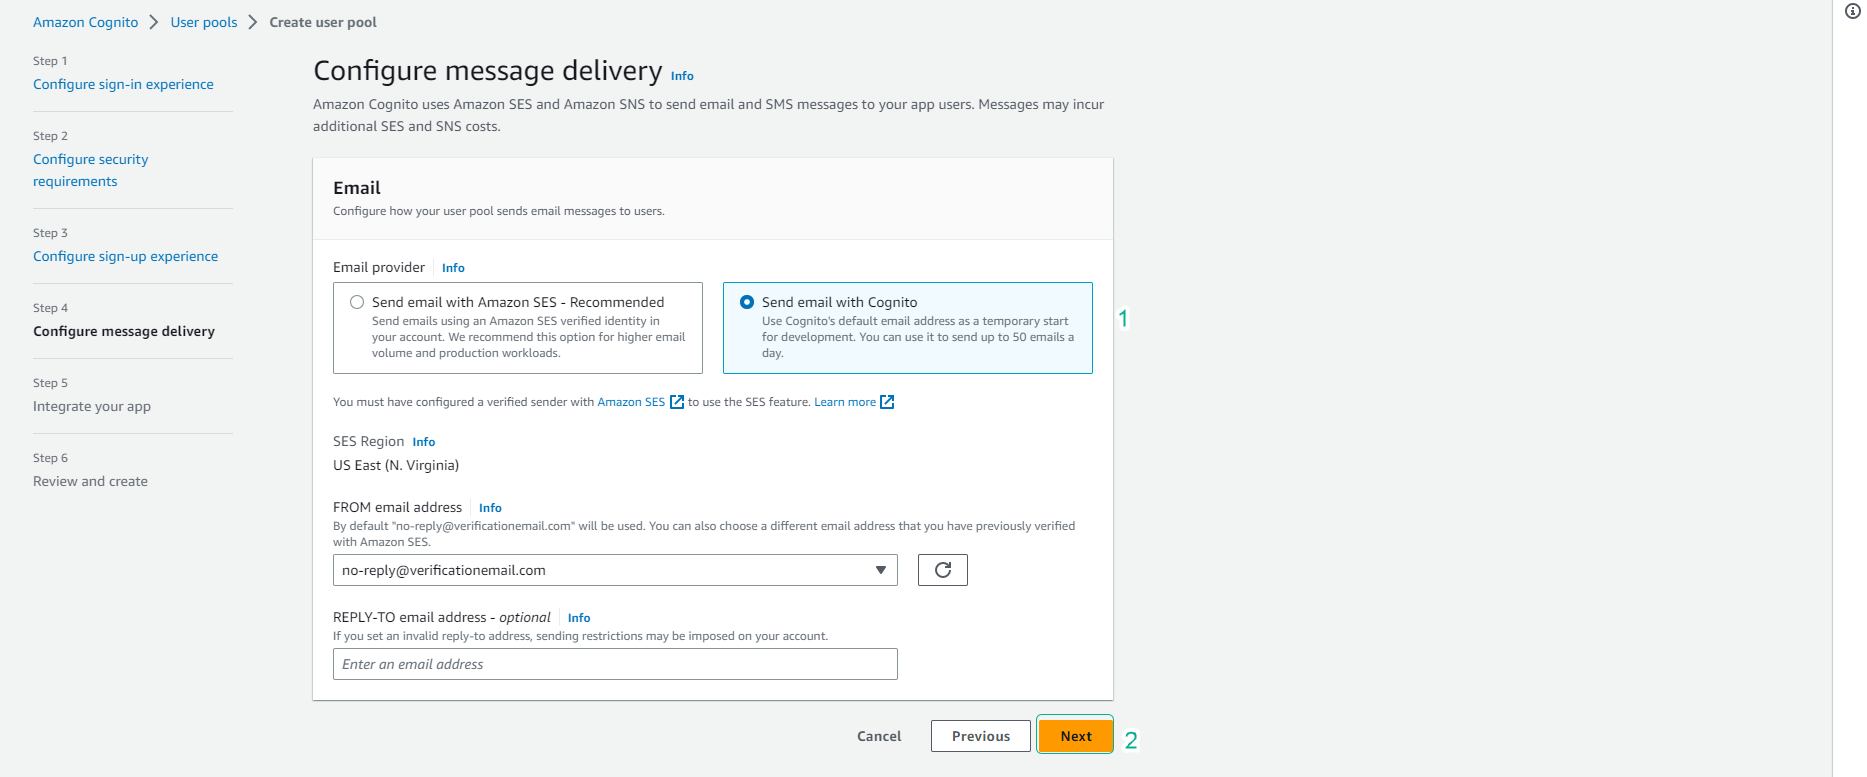 Amazon Cognito > User pools > Create user pool
Step 1
Configure sign-in experience
Step 2
Configure security
requirements
Step 3
Configure sign-up experience
Step 4
Configure message delivery
Step 5
Integrate your app
Step 6
Review and create
Configure message delivery Info
Amazon Cognito uses Amazon SES and Amazon SNS to send email and SMS messages to your app users. Messages may incur
additional SES and SNS costs.
Email
Configure how your user pool sends email messages to users.
Email provider Info
Send email with Amazon SES - Recommended
Send emails using an Amazon SES verified identity in
your account. We recommend this option for higher email
volume and production workloads.
Send email with Cognito
Use Cognito's default email address as a temporary start
for development. You can use it to send up to 50 emails a
day.
1
You must have configured a verified sender with Amazon SES to use the SES feature. Learn more
SES Region Info
US East (N. Virginia)
FROM email address Info
By default "no-reply@verificationemail.com" will be used. You can also choose a different email address that you have previously verified
with Amazon SES.
no-reply@verificationemail.com
REPLY-TO email address - optional Info
If you set an invalid reply-to address, sending restrictions may be imposed on your account.
Enter an email address
Cancel Previous Next 2